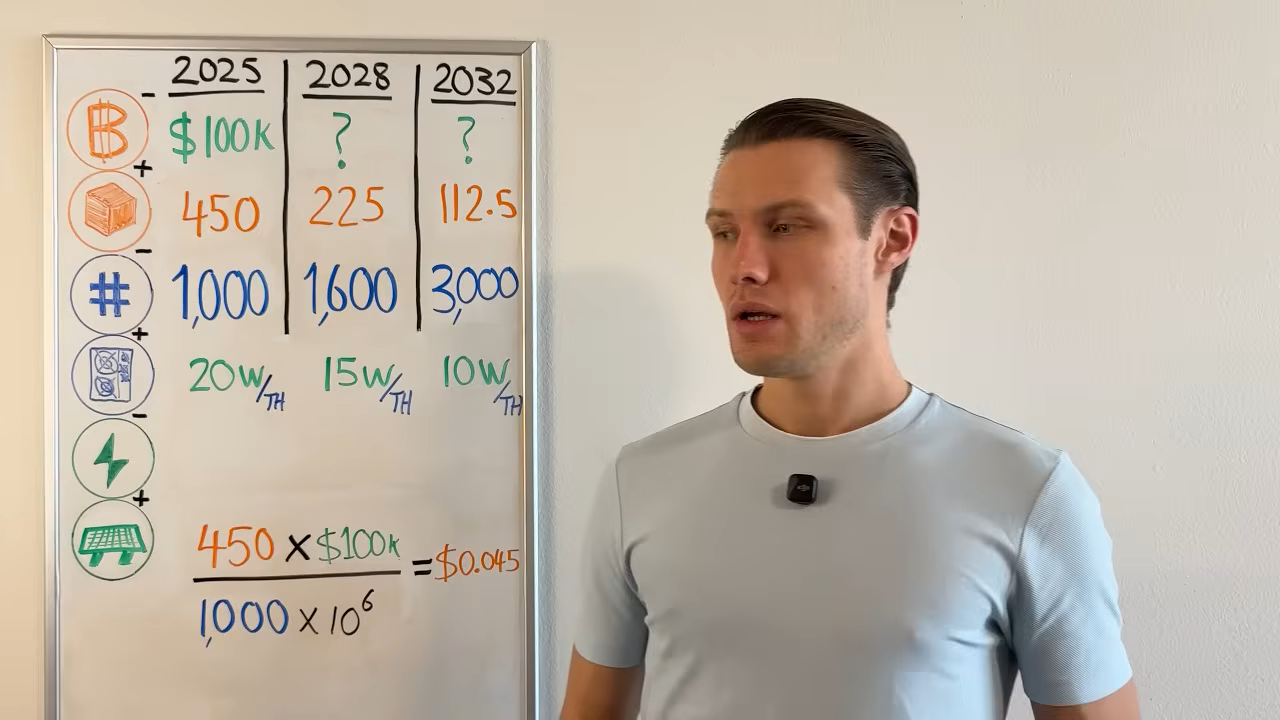 2025 2028 2032
$100K ? ?
450 225 112.5
# 1,000 1,600 3,000
20W/TH 15W/TH 10W/TH
450 x $100K = $0.045
1,000 x 10⁶